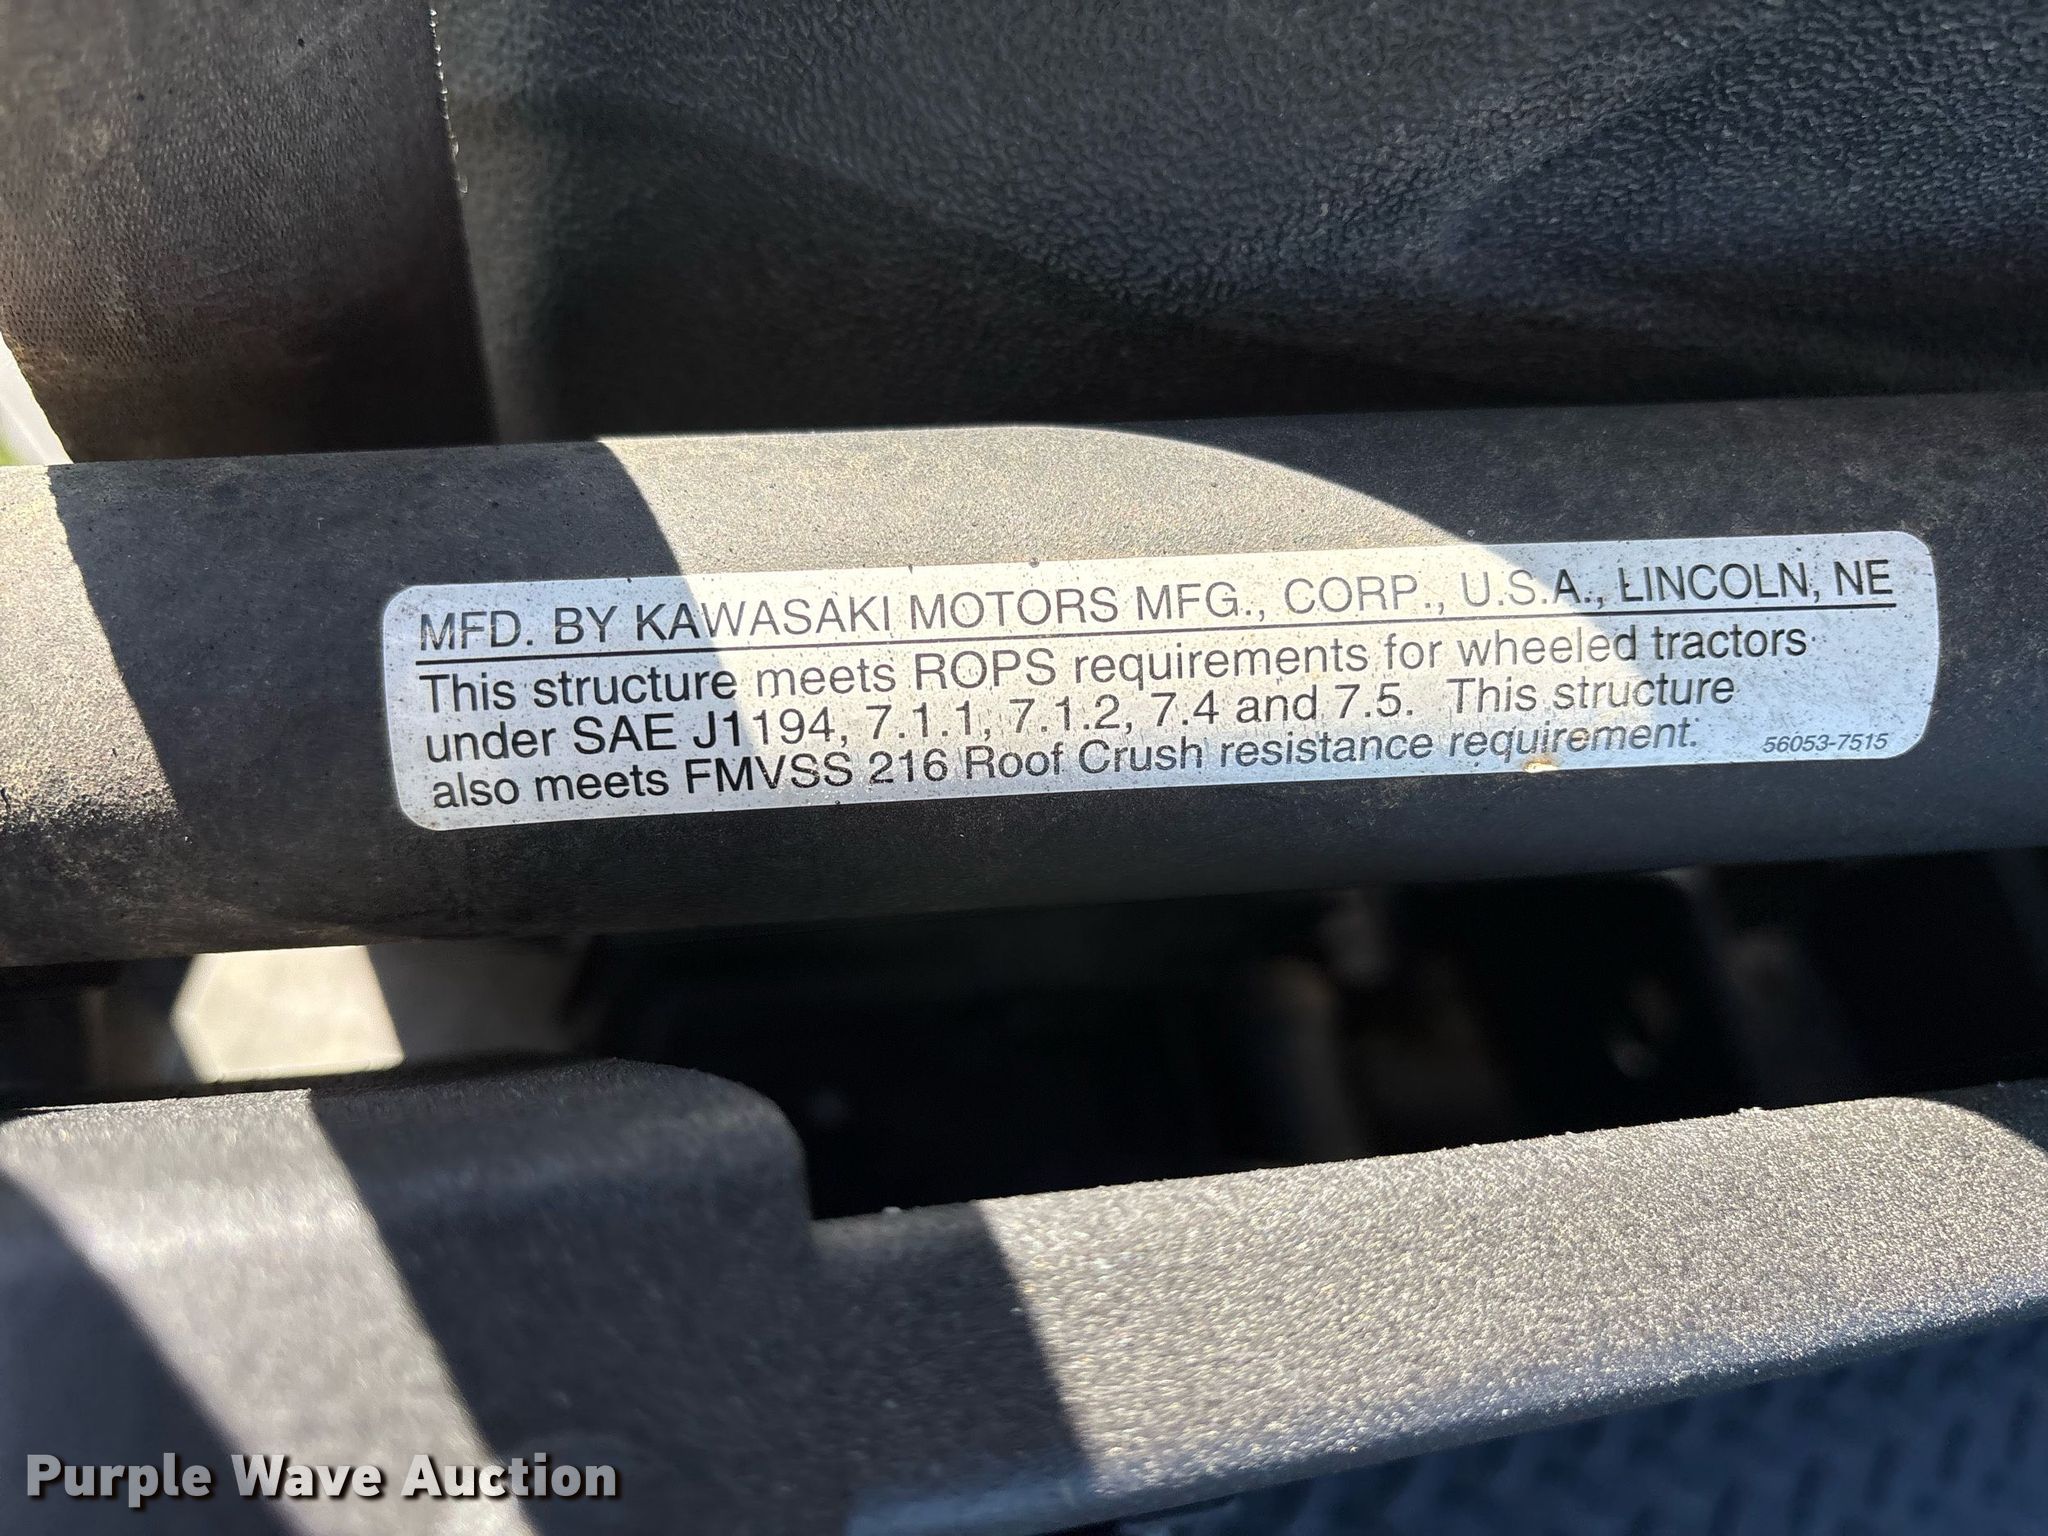 MFD. BY KAWASAKI MOTORS MFG., CORP., U.S.A., LINCOLN, NE
This structure meets ROPS requirements for wheeled tractors
under SAE J1194, 7.1.1, 7.1.2, 7.4 and 7.5. This structure
also meets FMVSS 216 Roof Crush resistance requirement.
56053-7515
Purple Wave Auction